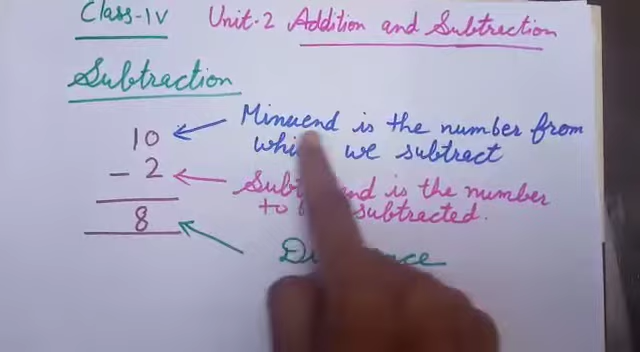 Class-IV Unit-2 Addition and Subtraction
Subtraction
10
Minuend is the number from
we subtract
- 2
is the number
to subtracted.
8